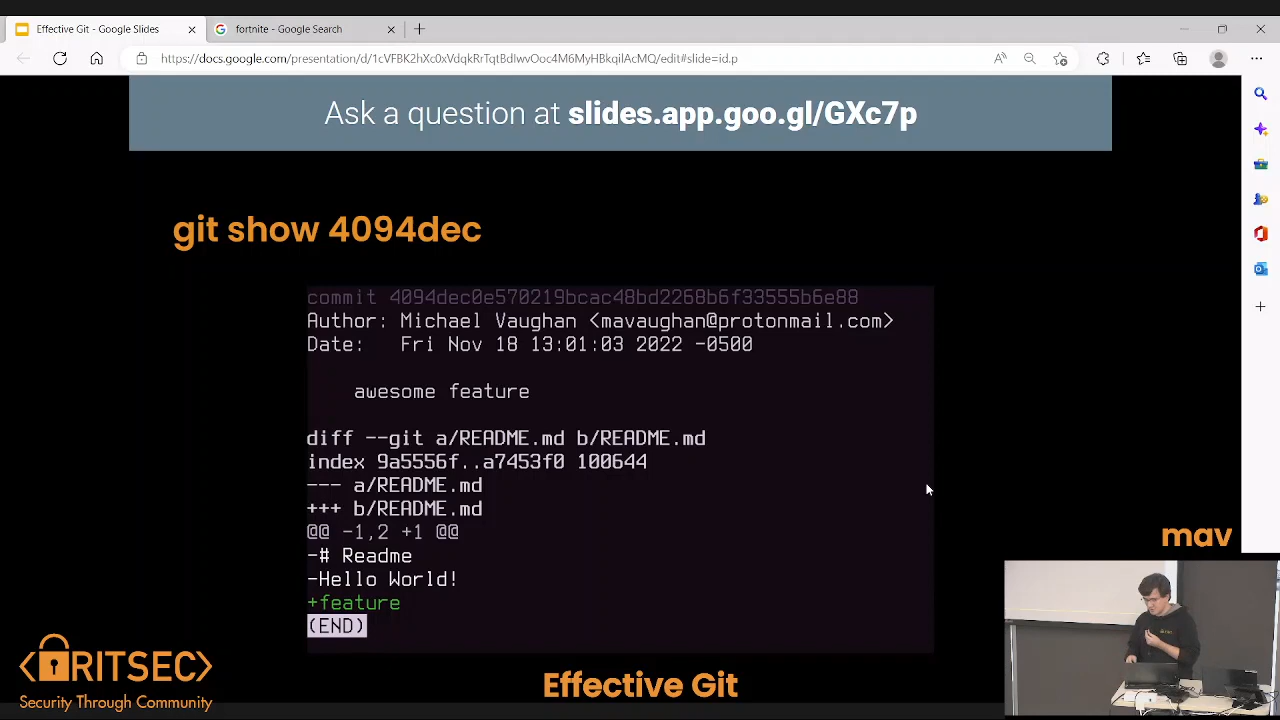 Effective Git - Google Slides
fortnite - Google Search
https://docs.google.com/presentation/d/1cVFBK2hXc0xVdqkRrTqtBdIwvOoc4M6MyHBkqilAcMQ/edit#slide=id.p
Ask a question at slides.app.goo.gl/GXc7p
git show 4094dec
commit 4094dec0e570219bcac48bd2268b6f33555b6e88
Author: Michael Vaughan <mavaughan@protonmail.com>
Date:   Fri Nov 18 13:01:03 2022 -0500
awesome feature
diff --git a/README.md b/README.md
index 9a5556f..a7453f0 100644
--- a/README.md
+++ b/README.md
@@ -1,2 +1 @@
-# Readme
-Hello World!
+feature
(END)
mav
RITSEC
Security Through Community
Effective Git